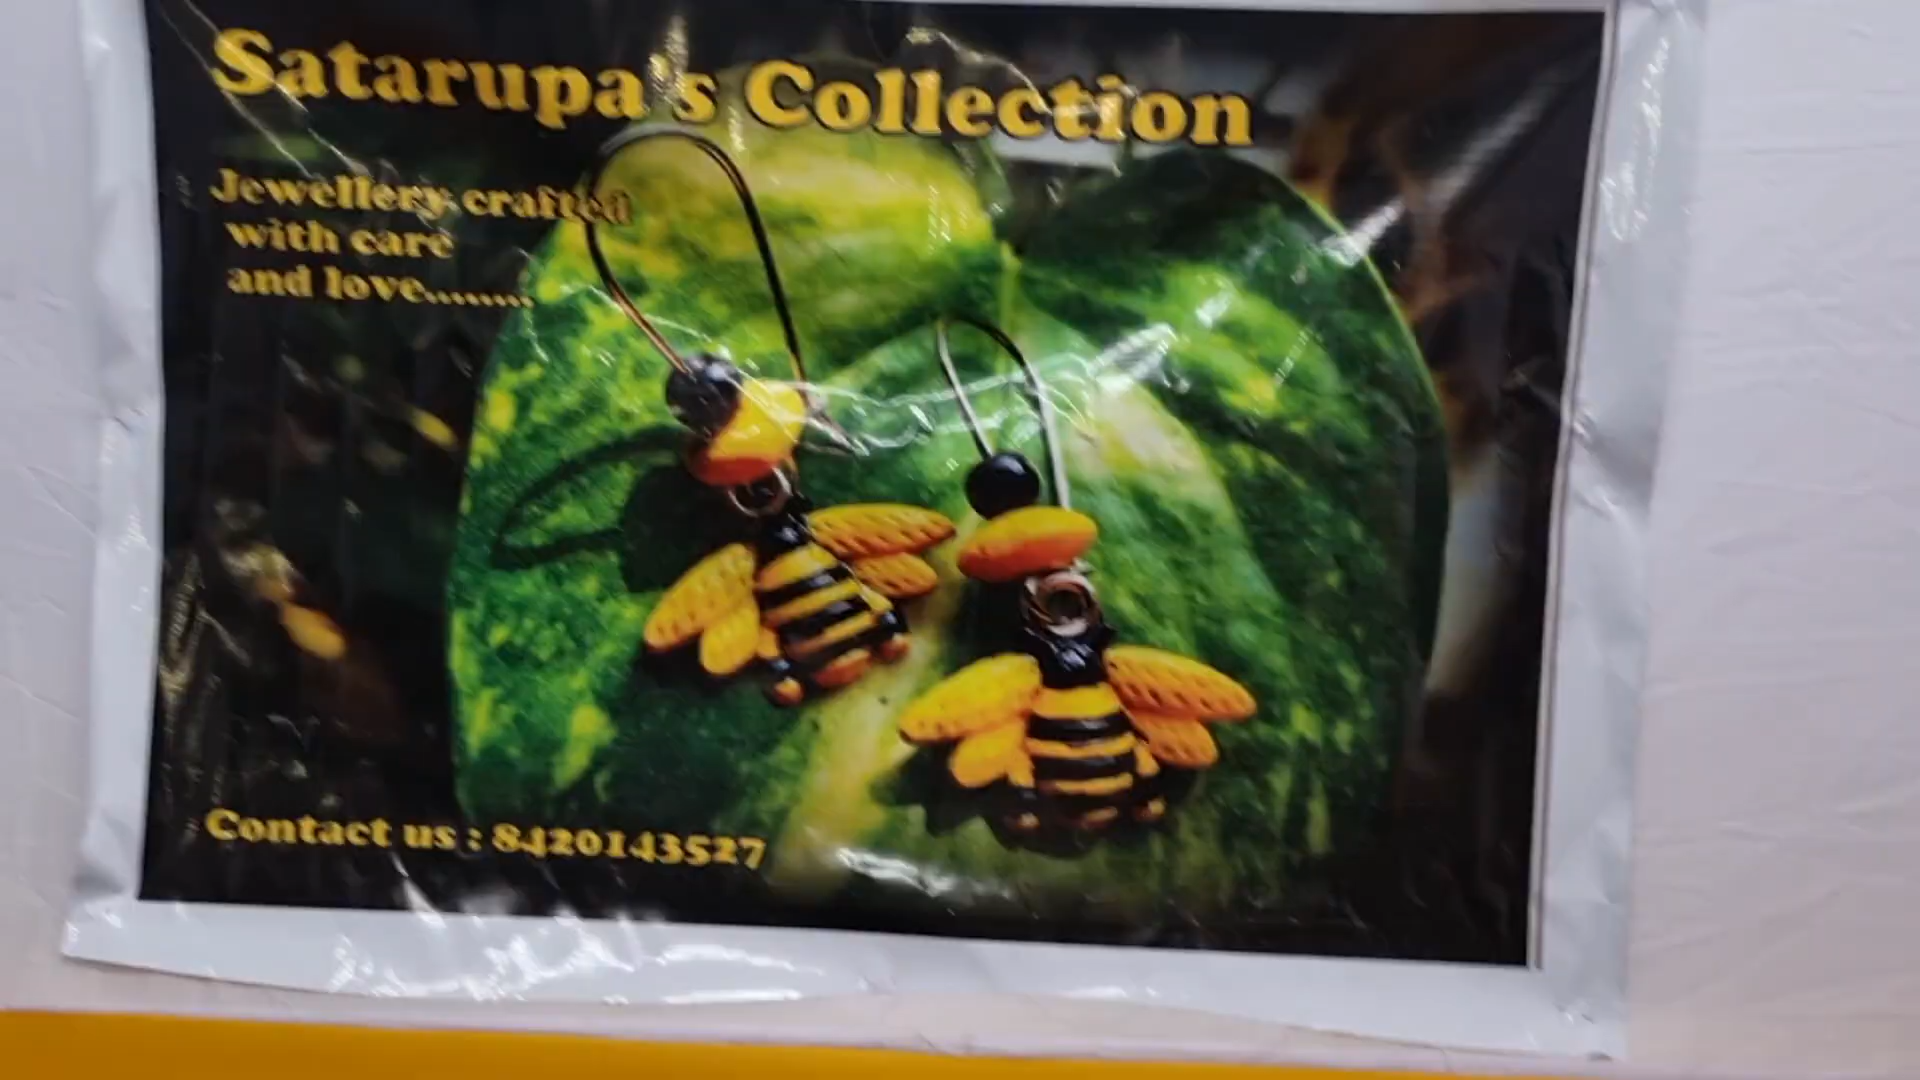 Satarupa's Collection
Jewellery crafted
with care
and love........
Contact us : 8420143527